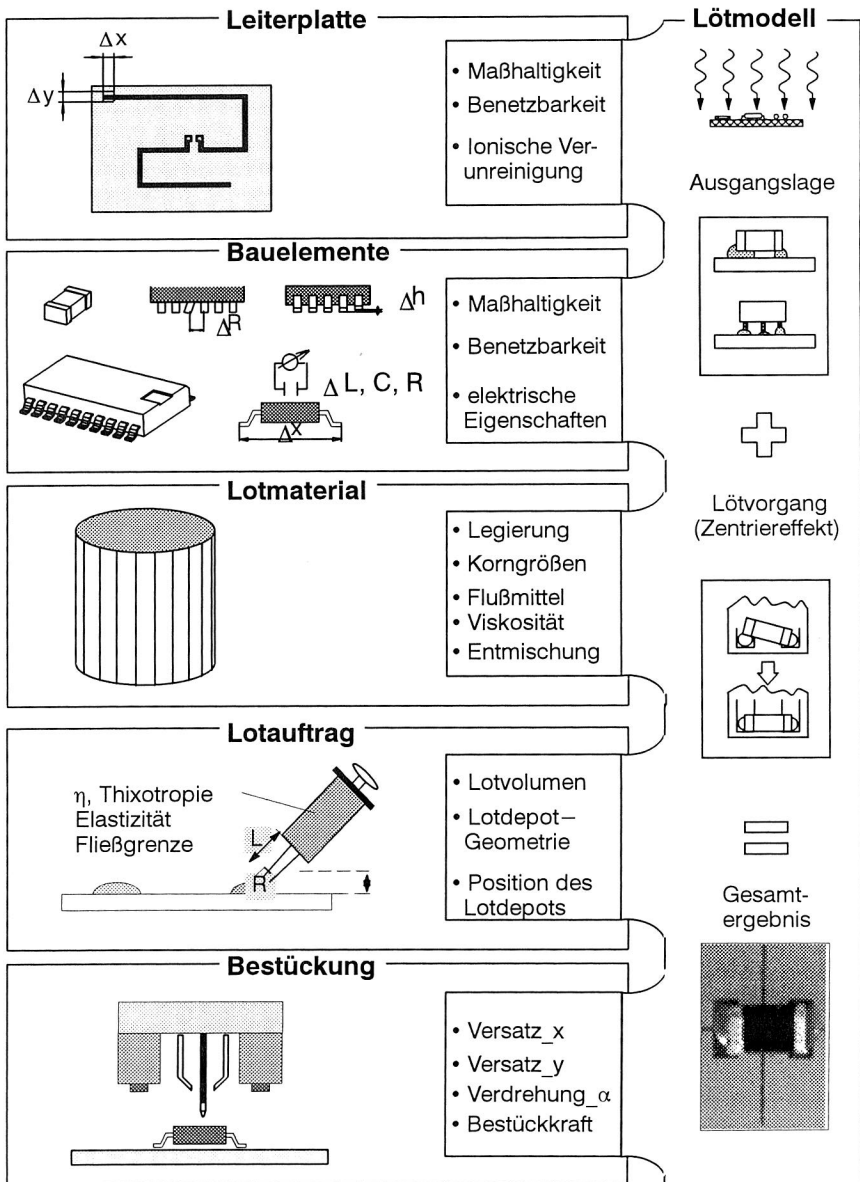 Leiterplatte
Δx
Δy
• Maßhaltigkeit
• Benetzbarkeit
• Ionische Ver-
unreinigung
Bauelemente
ΔR
Δh
Δ L, C, R
Δx
• Maßhaltigkeit
• Benetzbarkeit
• elektrische
Eigenschaften
Lotmaterial
• Legierung
• Korngrößen
• Flußmittel
• Viskosität
• Entmischung
Lotauftrag
η, Thixotropie
Elastizität
Fließgrenze
L
R
• Lotvolumen
• Lotdepot–
Geometrie
• Position des
Lotdepots
Bestückung
• Versatz_x
• Versatz_y
• Verdrehung_α
• Bestückkraft
Lötmodell
Ausgangslage
Lötvorgang
(Zentriereffekt)
Gesamt-
ergebnis